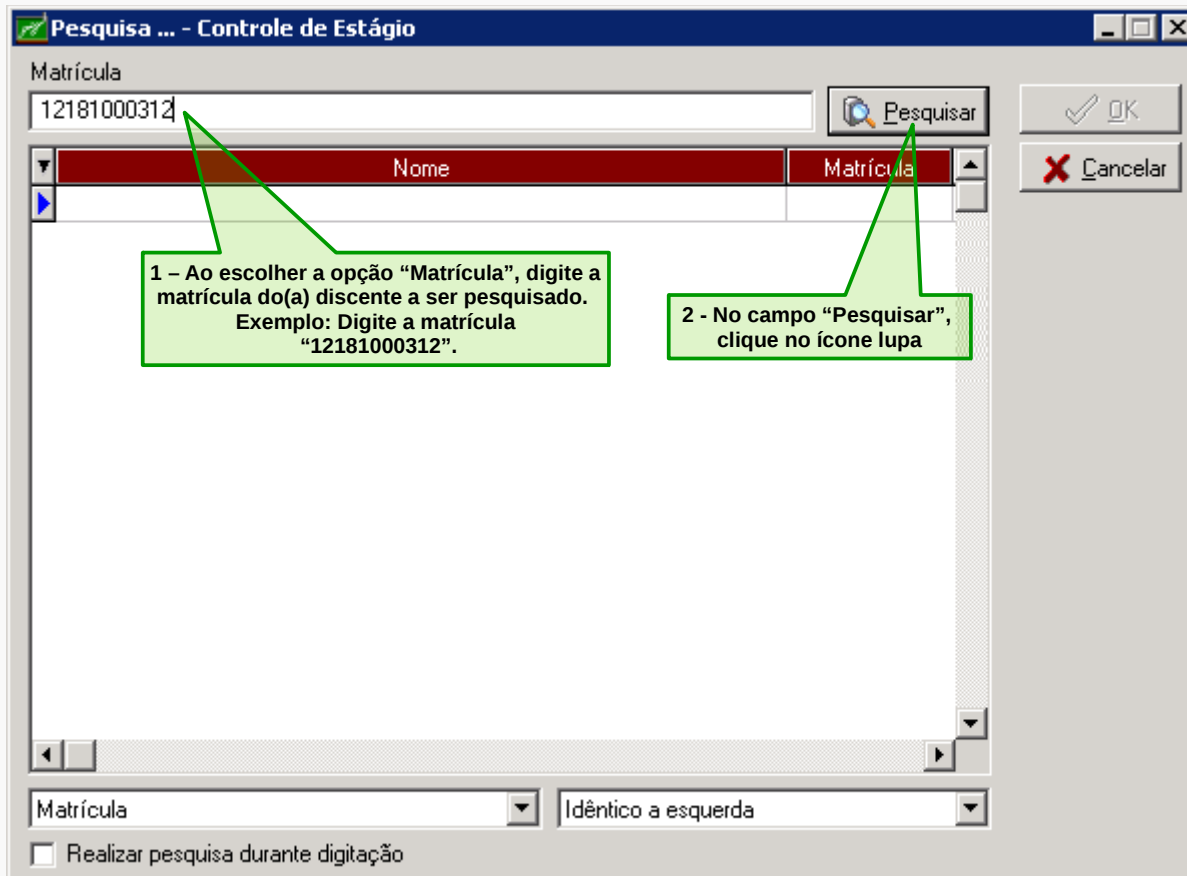 Pesquisa ... - Controle de Estágio
Matrícula
12181000312
Pesquisar
OK
Cancelar
Nome
Matrícula
1 – Ao escolher a opção “Matrícula”, digite a
matrícula do(a) discente a ser pesquisado.
Exemplo: Digite a matrícula
“12181000312”.
2 - No campo “Pesquisar”,
clique no ícone lupa
Matrícula
Idêntico a esquerda
Realizar pesquisa durante digitação